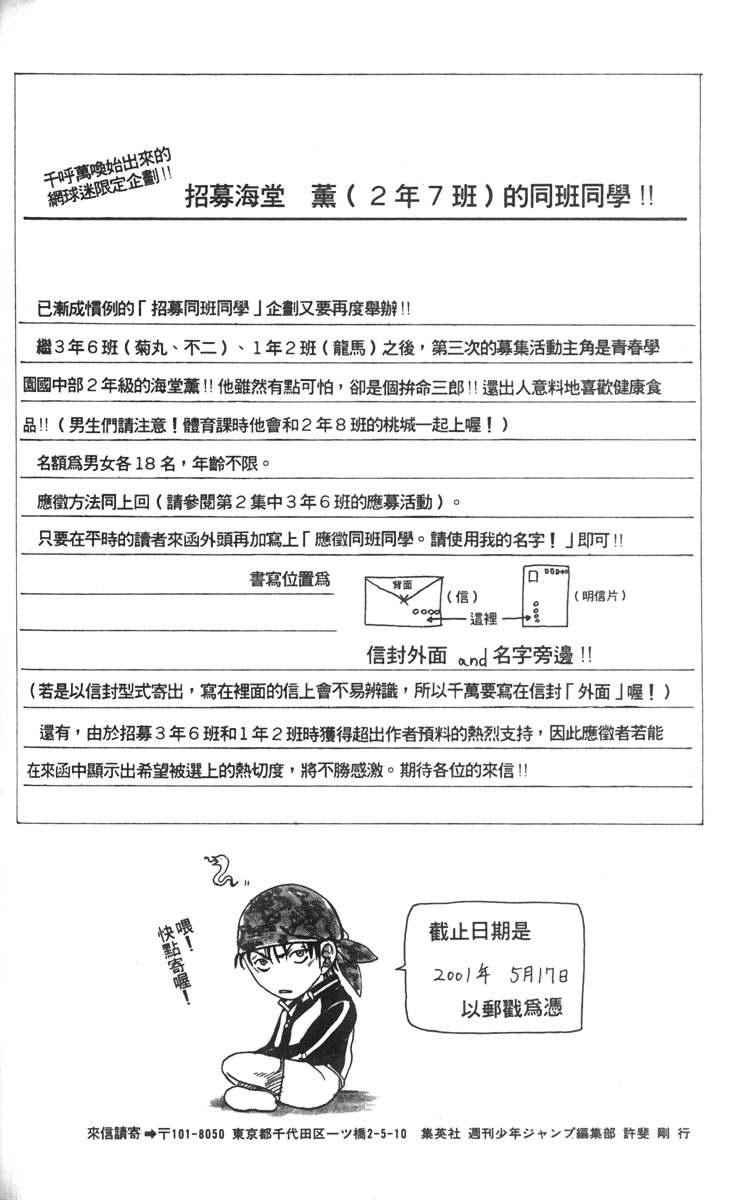 千呼萬喚始出來的
網球迷限定企劃!!
招募海堂　薰(２年７班)的同班同學!!
已漸成慣例的「招募同班同學」企劃又要再度舉辦!!
繼３年６班(菊丸、不二)、１年２班(龍馬)之後，第三次的募集活動主角是青春學
園國中部２年級的海堂薰!!他雖然有點可怕，卻是個拚命三郎!!還出人意料地喜歡健康食
品!!(男生們請注意！體育課時他會和２年８班的桃城一起上喔！)
名額爲男女各18名，年齡不限。
應徵方法同上回(請參閱第２集中３年６班的應募活動)。
只要在平時的讀者來函外頭再加寫上「應徵同班同學。請使用我的名字！」即可!!
書寫位置爲
背面
(信)
(明信片)
這裡
信封外面 and 名字旁邊!!
(若是以信封型式寄出，寫在裡面的信上會不易辨識，所以千萬要寫在信封「外面」喔！)
還有，由於招募３年６班和１年２班時獲得超出作者預料的熱烈支持，因此應徵者若能
在來函中顯示出希望被選上的熱切度，將不勝感激。期待各位的來信!!
喂！
快點寄喔！
截止日期是
2001年 5月17日
以郵戳爲憑
來信請寄➡〒101-8050 東京都千代田区一ツ橋2-5-10　集英社 週刊少年ジャンプ編集部 許斐 剛 行